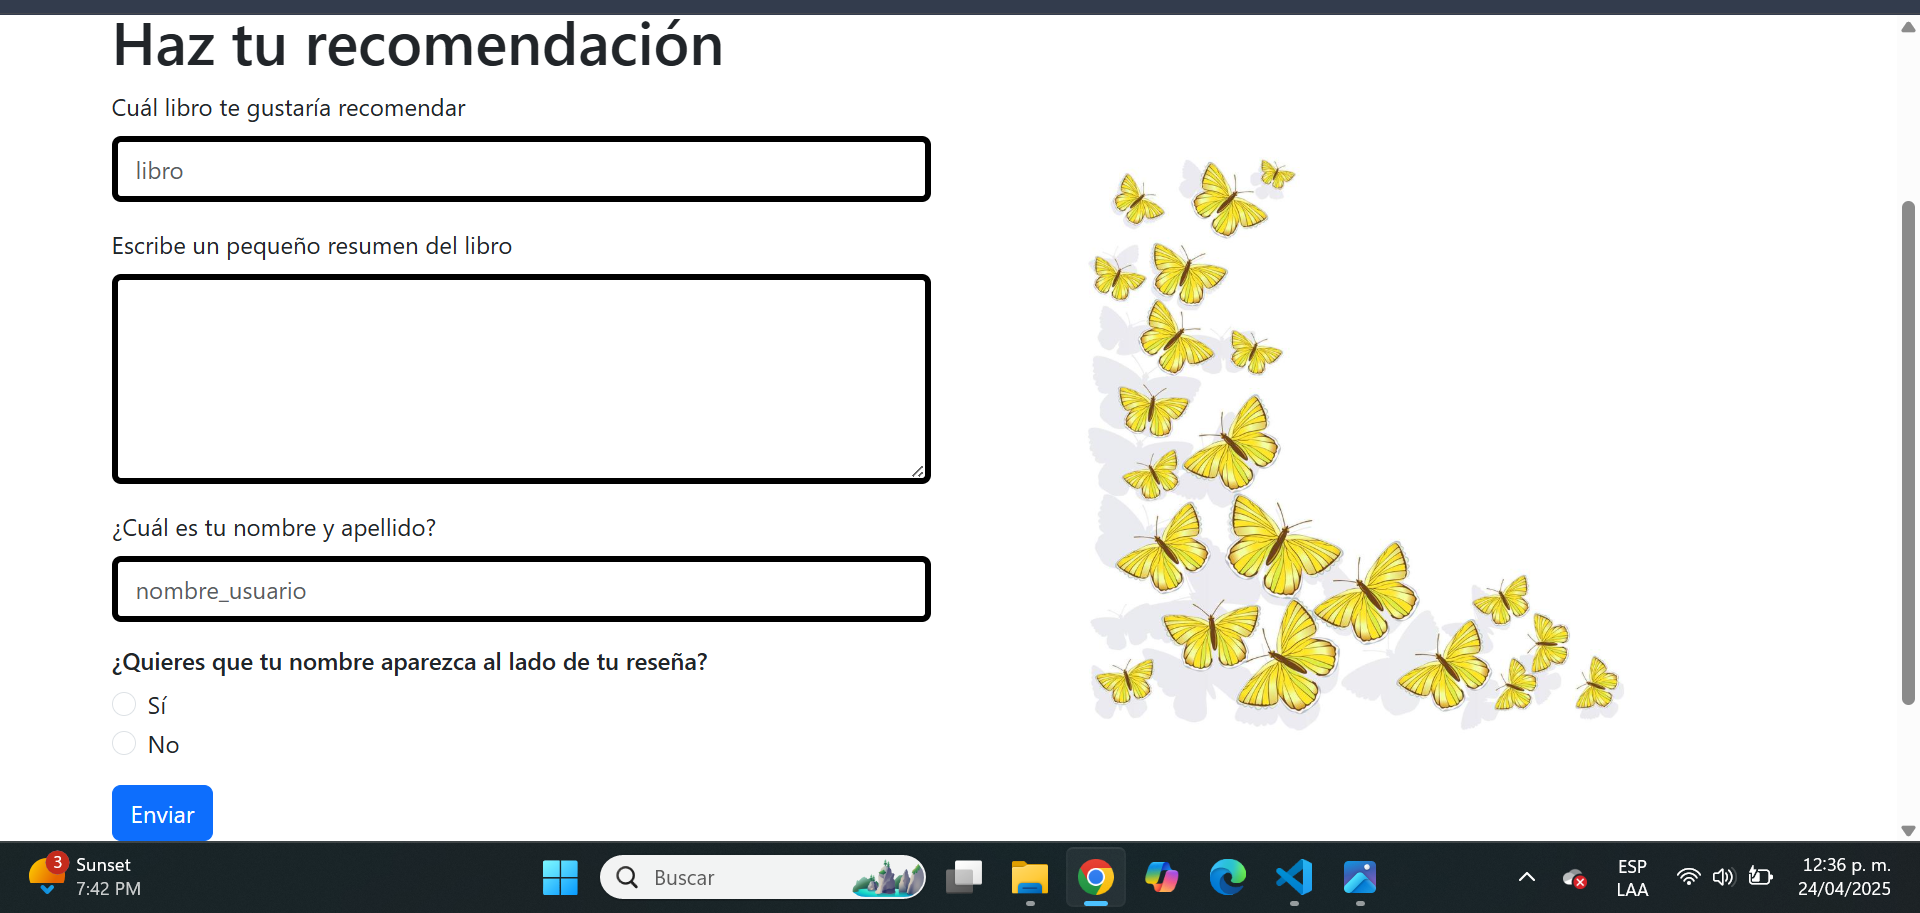 Haz tu recomendación
Cuál libro te gustaría recomendar
libro
Escribe un pequeño resumen del libro
¿Cuál es tu nombre y apellido?
nombre_usuario
¿Quieres que tu nombre aparezca al lado de tu reseña?
Sí
No
Enviar
3
Sunset
7:42 PM
Buscar
ESP
LAA
12:36 p. m.
24/04/2025